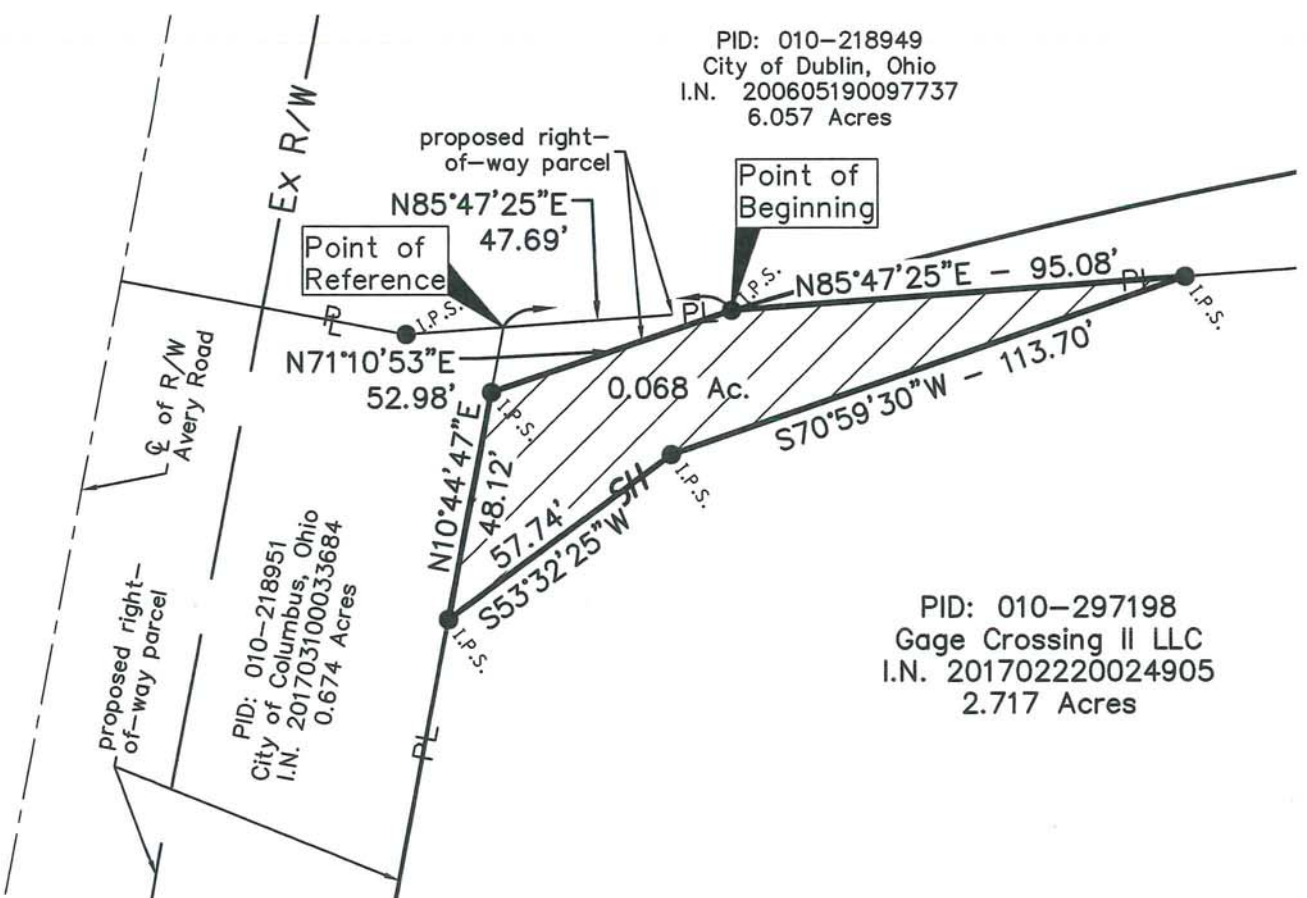 PID: 010-218949
City of Dublin, Ohio
I.N. 200605190097737
6.057 Acres
EX R/W
proposed right-
of-way parcel
N85°47'25"E
47.69'
Point of
Beginning
Point of
Reference
I.P.S.
N85°47'25"E - 95.08'
PL
PL
I.P.S.
PL
I.P.S.
N71°10'53"E
52.98'
0.068 Ac.
S70°59'30"W - 113.70'
I.P.S.
℄ of R/W
Avery Road
N10°44'47"E
48.12'
SH
I.P.S.
57.74'
S53°32'25"W
I.P.S.
PID: 010-218951
City of Columbus, Ohio
I.N. 201703100033684
0.674 Acres
proposed right-
of-way parcel
PL
PID: 010-297198
Gage Crossing II LLC
I.N. 201702220024905
2.717 Acres